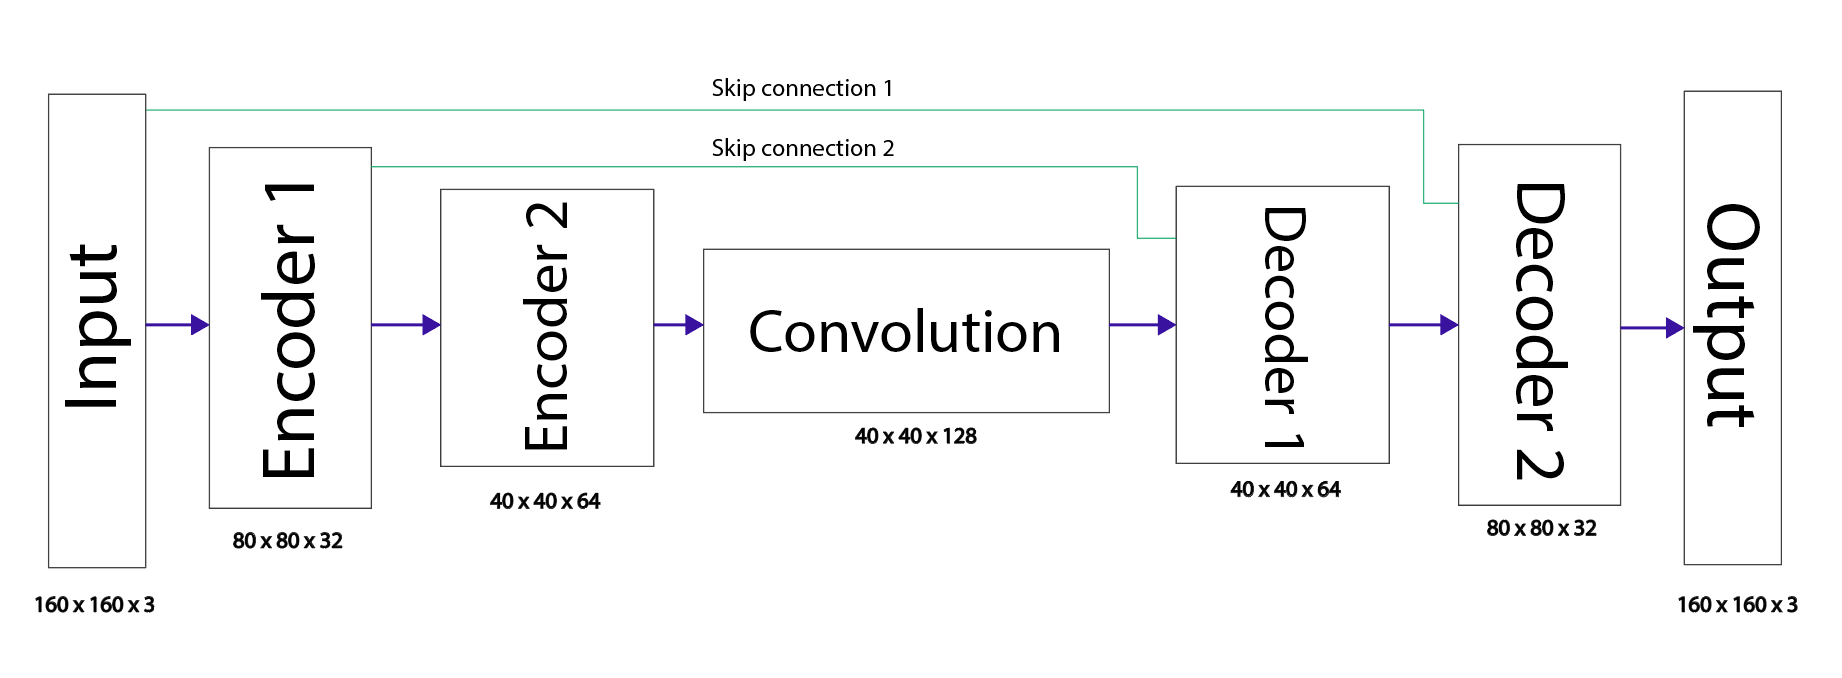 Skip connection 1
Skip connection 2
Input
160 x 160 x 3
Encoder 1
80 x 80 x 32
Encoder 2
40 x 40 x 64
Convolution
40 x 40 x 128
Decoder 1
40 x 40 x 64
Decoder 2
80 x 80 x 32
Output
160 x 160 x 3